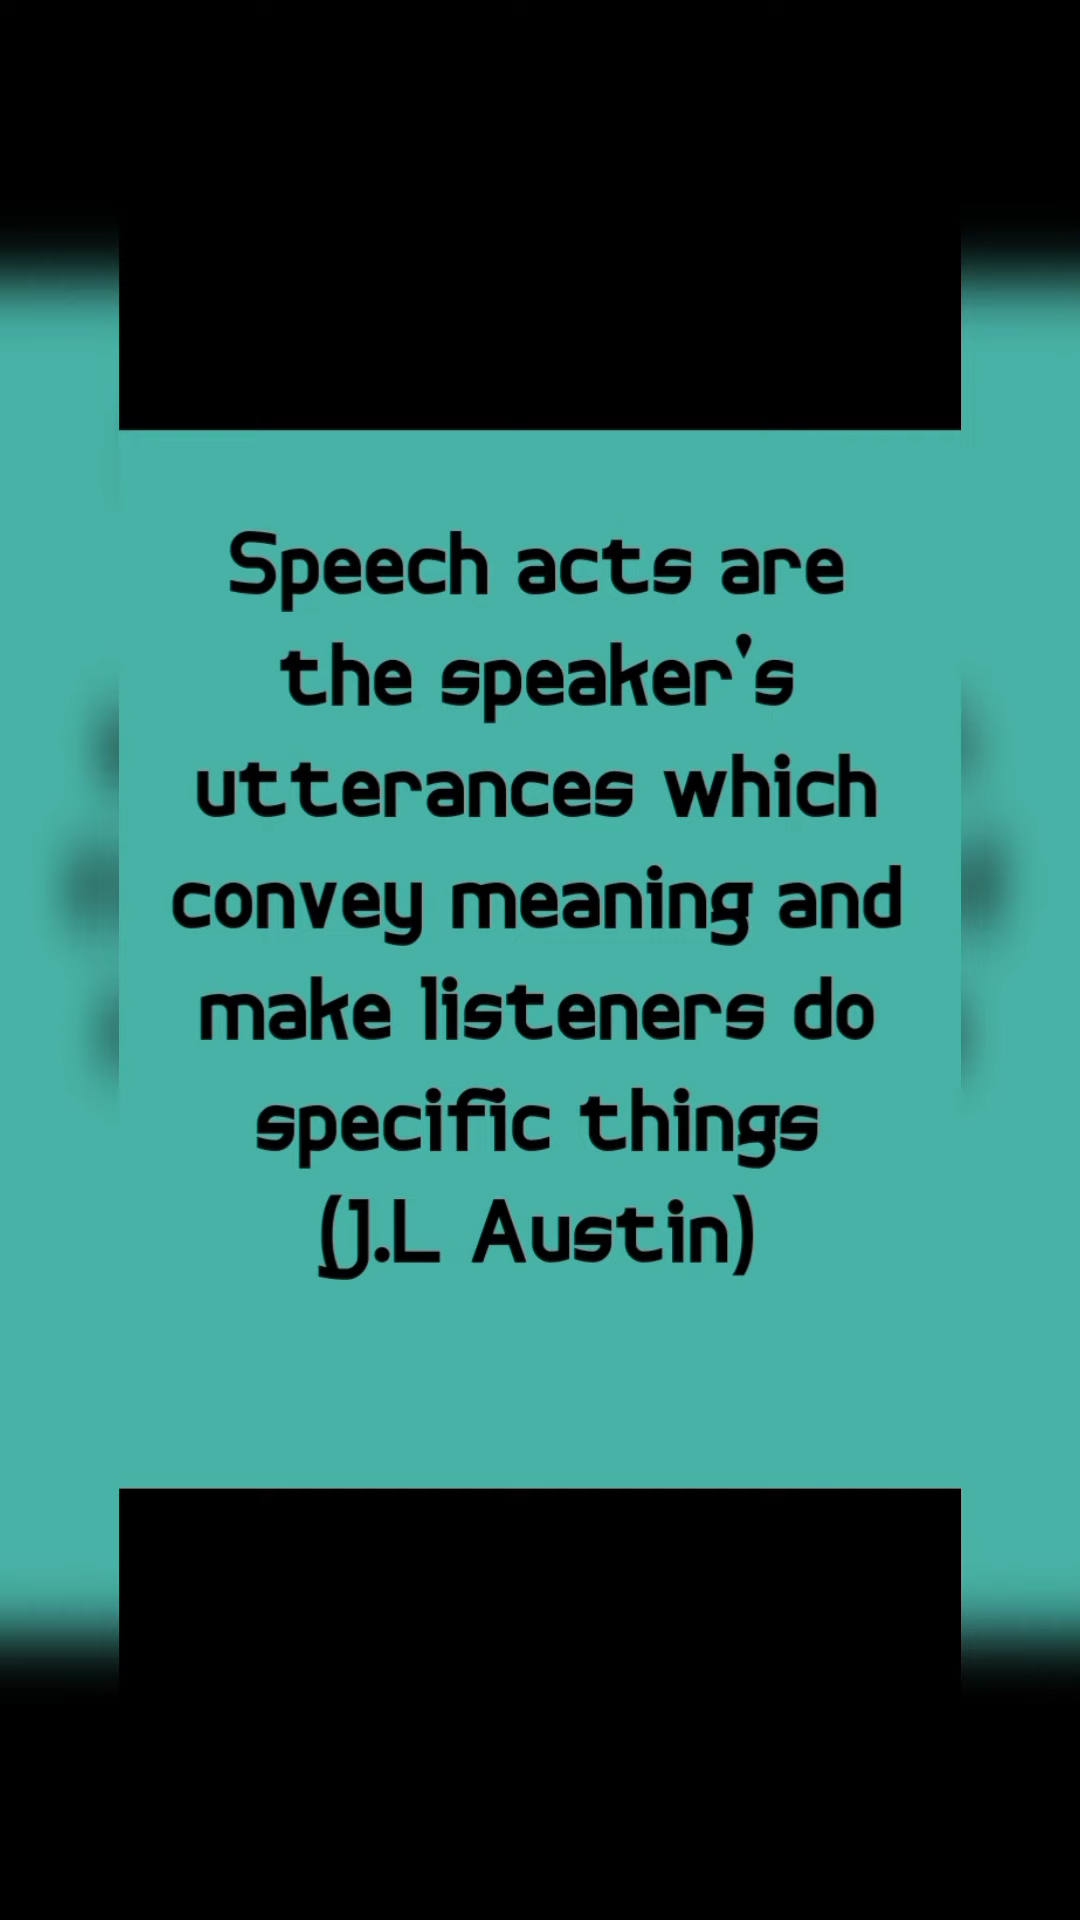 Speech acts are
the speaker's
utterances which
convey meaning and
make listeners do
specific things
(J.L Austin)